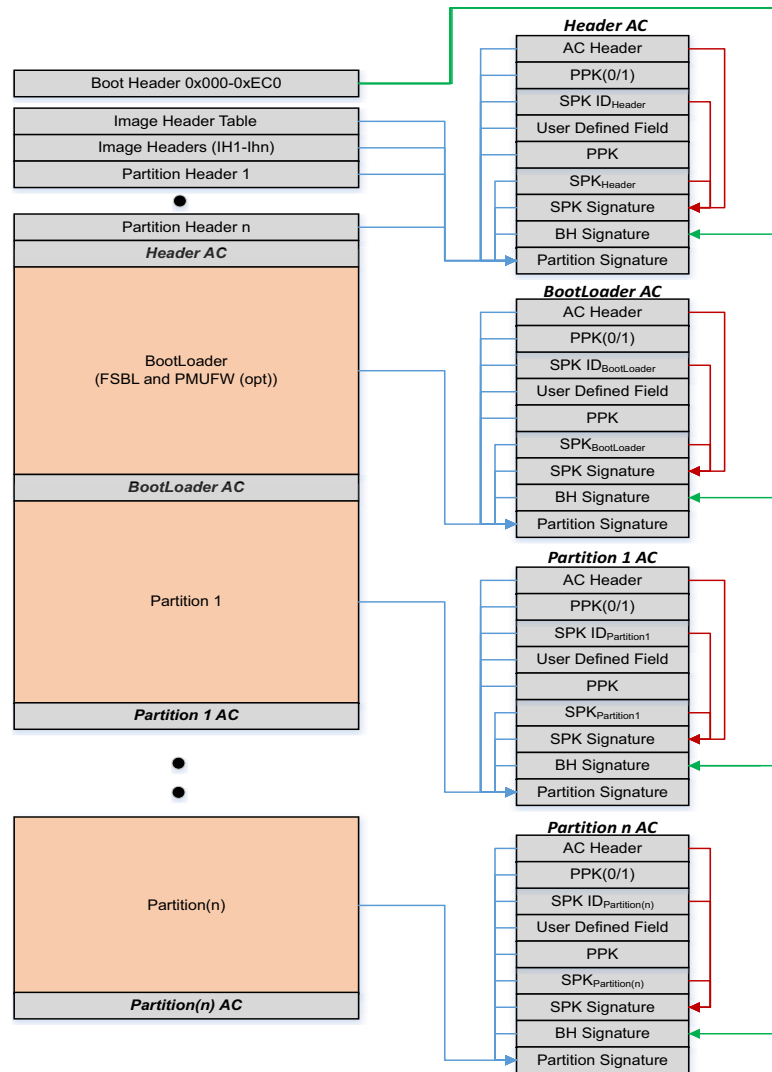 Boot Header 0x000-0xEC0
Image Header Table
Image Headers (IH1-Ihn)
Partition Header 1
Partition Header n
Header AC
BootLoader
(FSBL and PMUFW (opt))
BootLoader AC
Partition 1
Partition 1 AC
Partition(n)
Partition(n) AC
Header AC
AC Header
PPK(0/1)
SPK IDHeader
User Defined Field
PPK
SPKHeader
SPK Signature
BH Signature
Partition Signature
BootLoader AC
AC Header
PPK(0/1)
SPK IDBootLoader
User Defined Field
PPK
SPKBootLoader
SPK Signature
BH Signature
Partition Signature
Partition 1 AC
AC Header
PPK(0/1)
SPK IDPartition1
User Defined Field
PPK
SPKPartition1
SPK Signature
BH Signature
Partition Signature
Partition n AC
AC Header
PPK(0/1)
SPK IDPartition(n)
User Defined Field
PPK
SPKPartition(n)
SPK Signature
BH Signature
Partition Signature